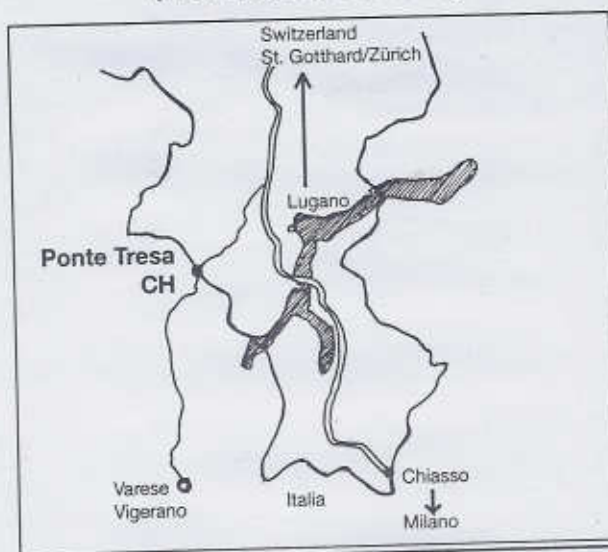 Switzerland
St. Gotthard/Zürich
Lugano
Ponte Tresa
CH
Varese
Vigerano
Italia
Chiasso
Milano